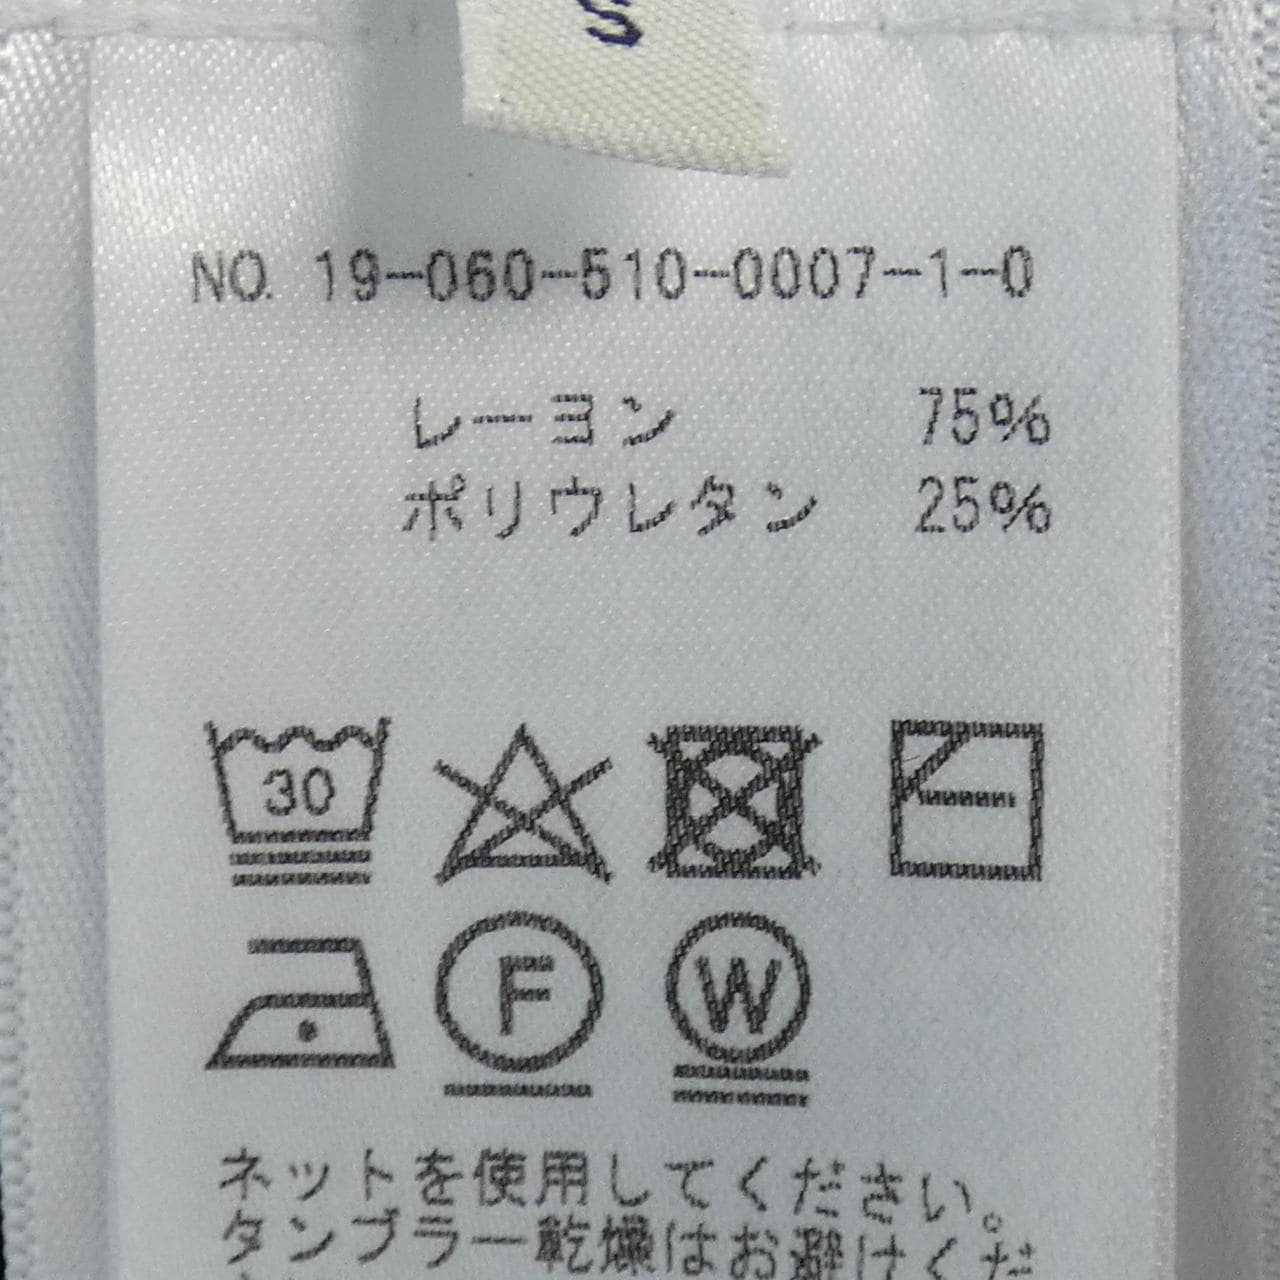 S
NO. 19-060-510-0007-1-0
レーヨン 75%
ポリウレタン 25%
30
F W
ネットを使用してください。
タンブラー乾燥はお避けくだ